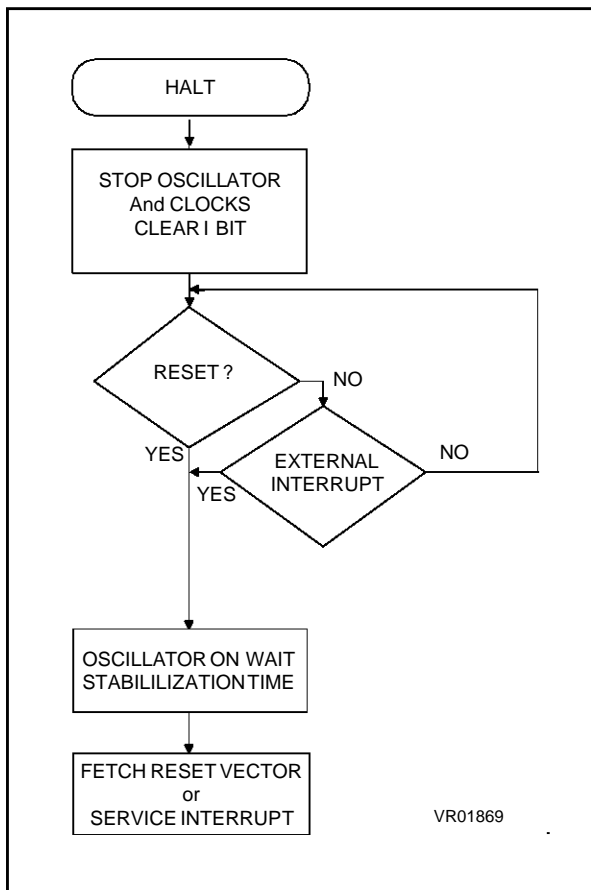 HALT
STOP OSCILLATOR
And CLOCKS
CLEAR I BIT
RESET ?
NO
YES
EXTERNAL
INTERRUPT
NO
YES
OSCILLATOR ON WAIT
STABILILIZATION TIME
FETCH RESET VECTOR
or
SERVICE INTERRUPT
VR01869